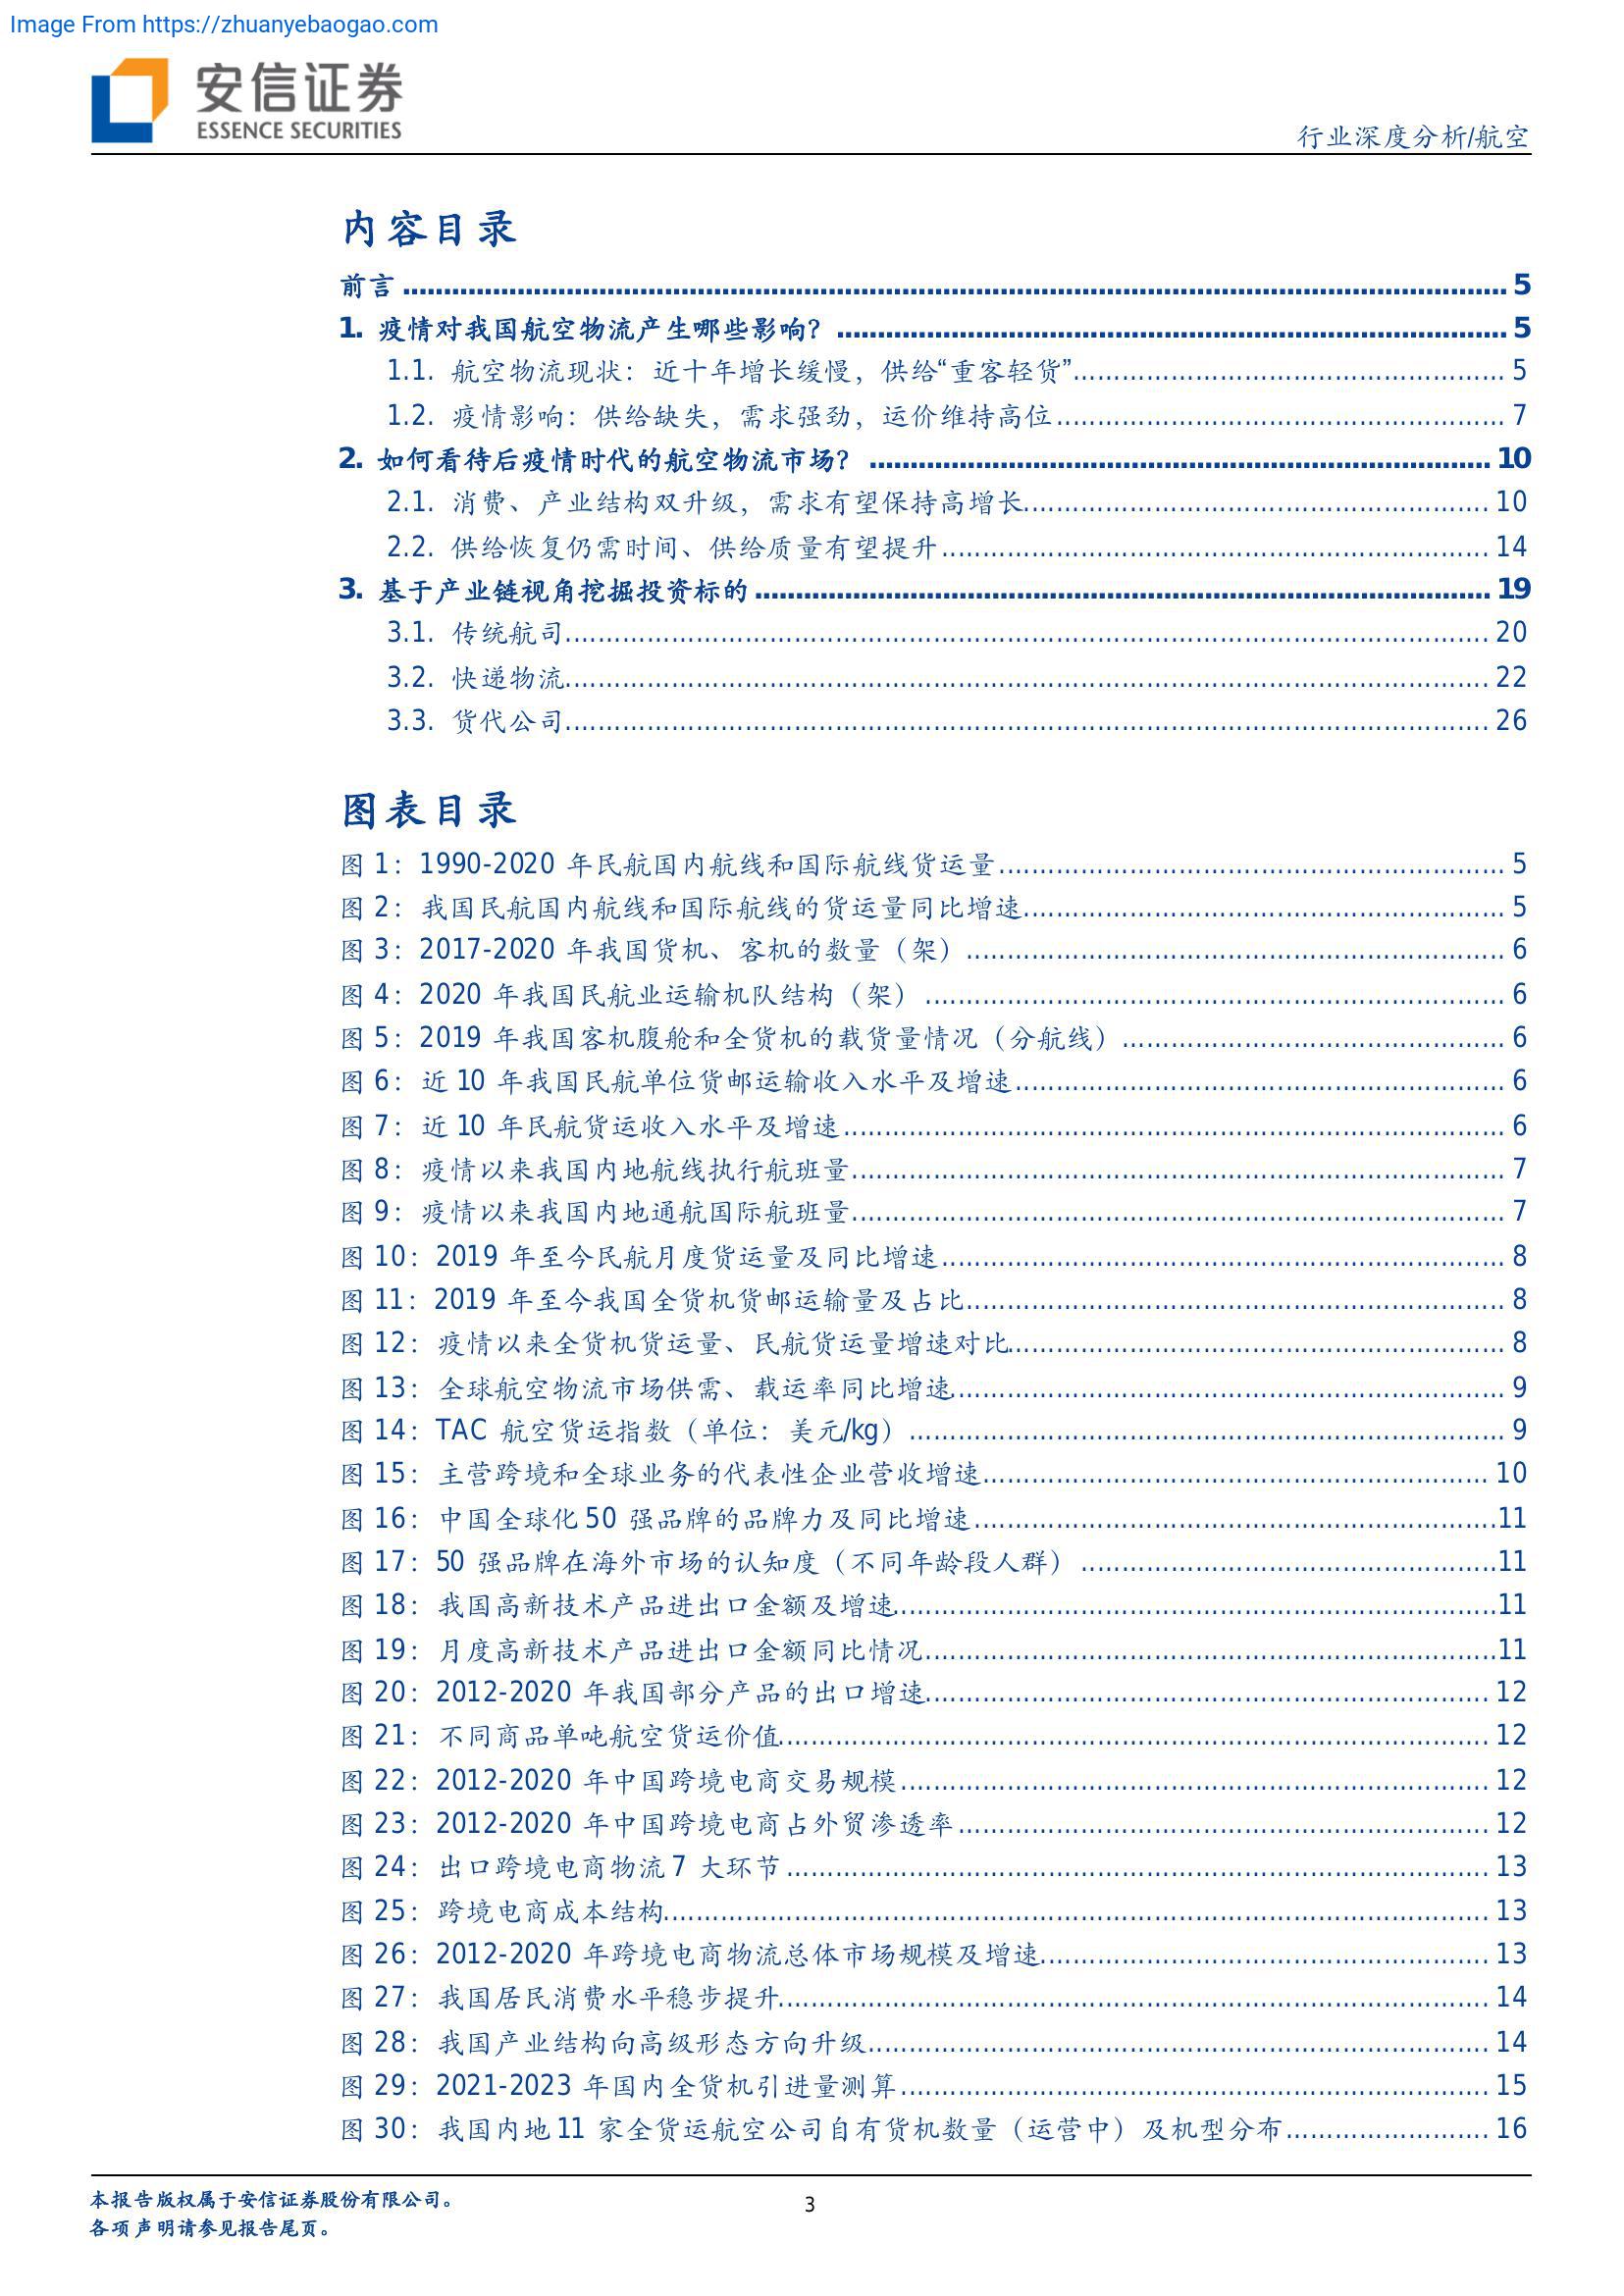 Image From https://zhuanyebaogao.com
安信证券
ESSENCE SECURITIES
行业深度分析/航空
内容目录
前言 5
1. 疫情对我国航空物流产生哪些影响？ 5
1.1. 航空物流现状：近十年增长缓慢，供给“重客轻货” 5
1.2. 疫情影响：供给缺失，需求强劲，运价维持高位 7
2. 如何看待后疫情时代的航空物流市场？ 10
2.1. 消费、产业结构双升级，需求有望保持高增长 10
2.2. 供给恢复仍需时间、供给质量有望提升 14
3. 基于产业链视角挖掘投资标的 19
3.1. 传统航司 20
3.2. 快递物流 22
3.3. 货代公司 26
图表目录
图 1：1990-2020 年民航国内航线和国际航线货运量 5
图 2：我国民航国内航线和国际航线的货运量同比增速 5
图 3：2017-2020 年我国货机、客机的数量（架） 6
图 4：2020 年我国民航业运输机队结构（架） 6
图 5：2019 年我国客机腹舱和全货机的载货量情况（分航线） 6
图 6：近 10 年我国民航单位货邮运输收入水平及增速 6
图 7：近 10 年民航货运收入水平及增速 6
图 8：疫情以来我国内地航线执行航班量 7
图 9：疫情以来我国内地通航国际航班量 7
图 10：2019 年至今民航月度货运量及同比增速 8
图 11：2019 年至今我国全货机货邮运输量及占比 8
图 12：疫情以来全货机货运量、民航货运量增速对比 8
图 13：全球航空物流市场供需、载运率同比增速 9
图 14：TAC 航空货运指数（单位：美元/kg） 9
图 15：主营跨境和全球业务的代表性企业营收增速 10
图 16：中国全球化 50 强品牌的品牌力及同比增速 11
图 17：50 强品牌在海外市场的认知度（不同年龄段人群） 11
图 18：我国高新技术产品进出口金额及增速 11
图 19：月度高新技术产品进出口金额同比情况 11
图 20：2012-2020 年我国部分产品的出口增速 12
图 21：不同商品单吨航空货运价值 12
图 22：2012-2020 年中国跨境电商交易规模 12
图 23：2012-2020 年中国跨境电商占外贸渗透率 12
图 24：出口跨境电商物流 7 大环节 13
图 25：跨境电商成本结构 13
图 26：2012-2020 年跨境电商物流总体市场规模及增速 13
图 27：我国居民消费水平稳步提升 14
图 28：我国产业结构向高级形态方向升级 14
图 29：2021-2023 年国内全货机引进量测算 15
图 30：我国内地 11 家全货运航空公司自有货机数量（运营中）及机型分布 16
本报告版权属于安信证券股份有限公司。
3
各项声明请参见报告尾页。